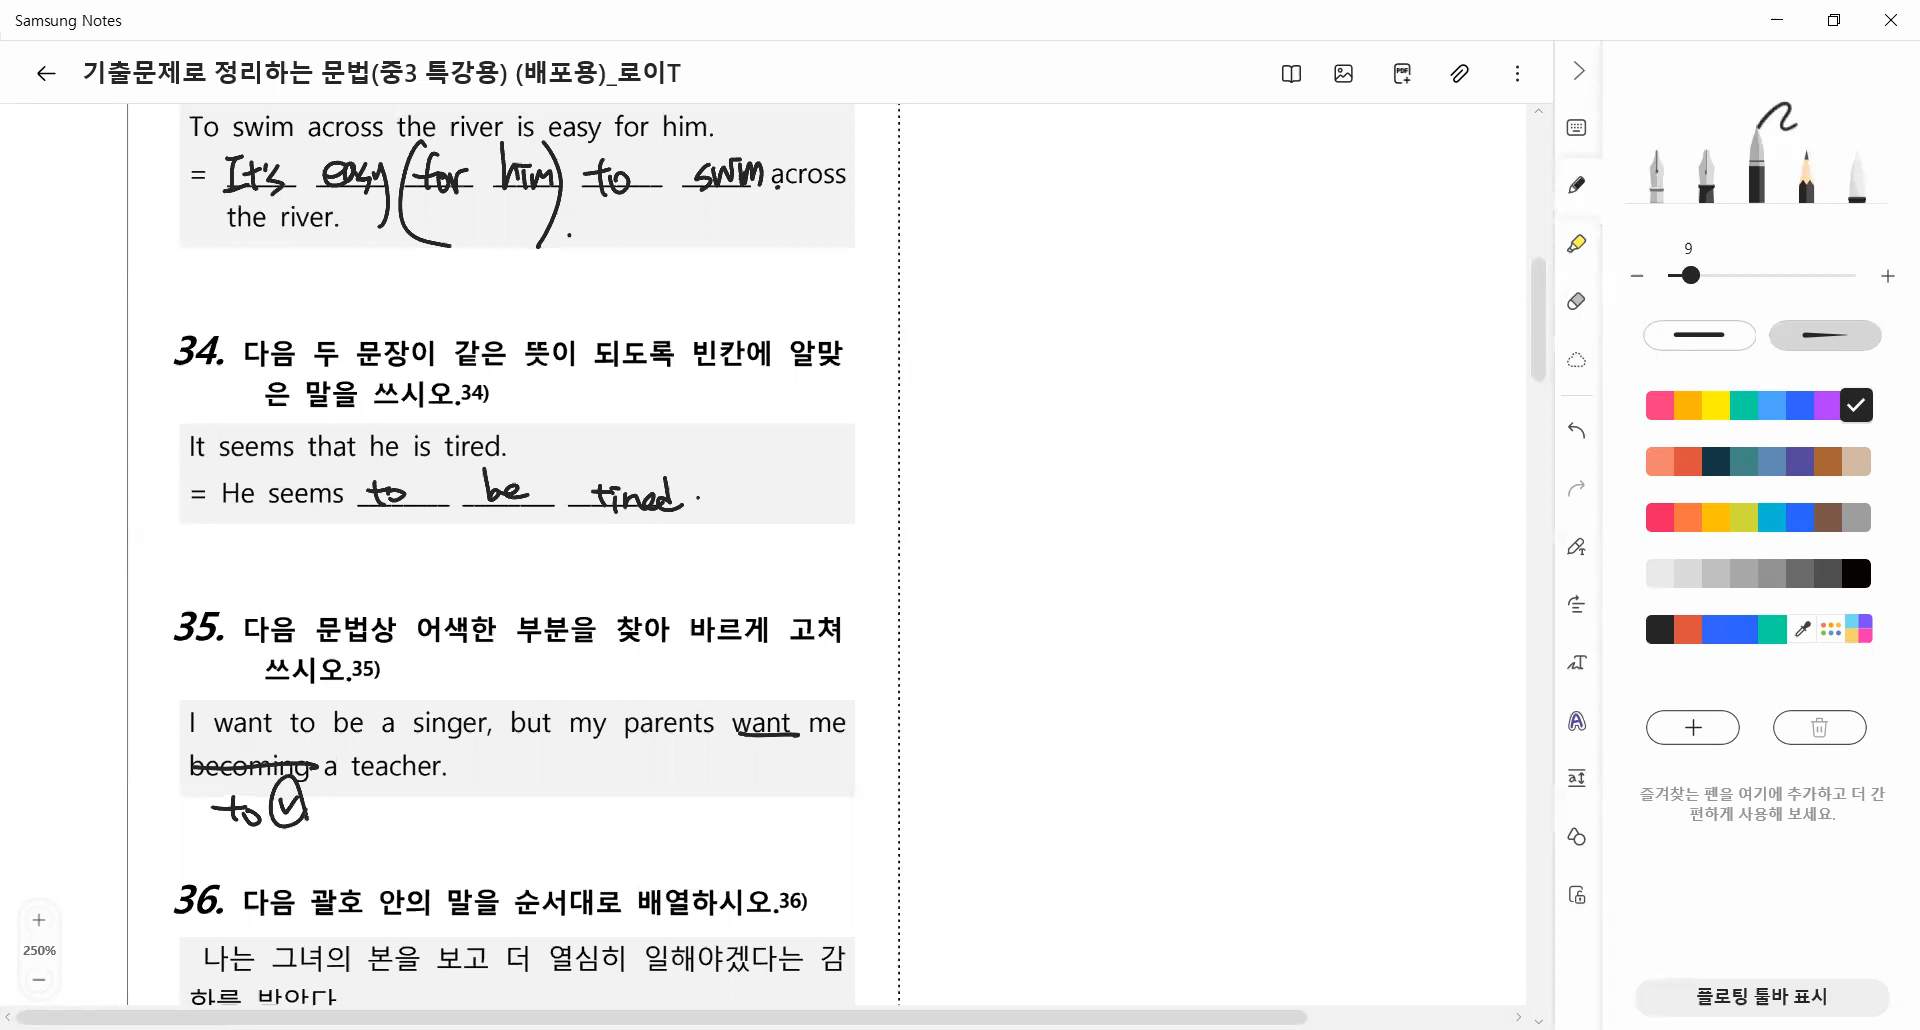 Samsung Notes
기출문제로 정리하는 문법(중3 특강용) (배포용)_로이T
To swim across the river is easy for him.
= It's easy (for him) to swim across
the river.
34. 다음 두 문장이 같은 뜻이 되도록 빈칸에 알맞
은 말을 쓰시오.34)
It seems that he is tired.
= He seems to be tired.
35. 다음 문법상 어색한 부분을 찾아 바르게 고쳐
쓰시오.35)
I want to be a singer, but my parents want me
becoming a teacher.
to v
36. 다음 괄호 안의 말을 순서대로 배열하시오.36)
나는 그녀의 본을 보고 더 열심히 일해야겠다는 감
화를 받았다
250%
PDF
9
즐겨찾는 펜을 여기에 추가하고 더 간
편하게 사용해 보세요.
플로팅 툴바 표시